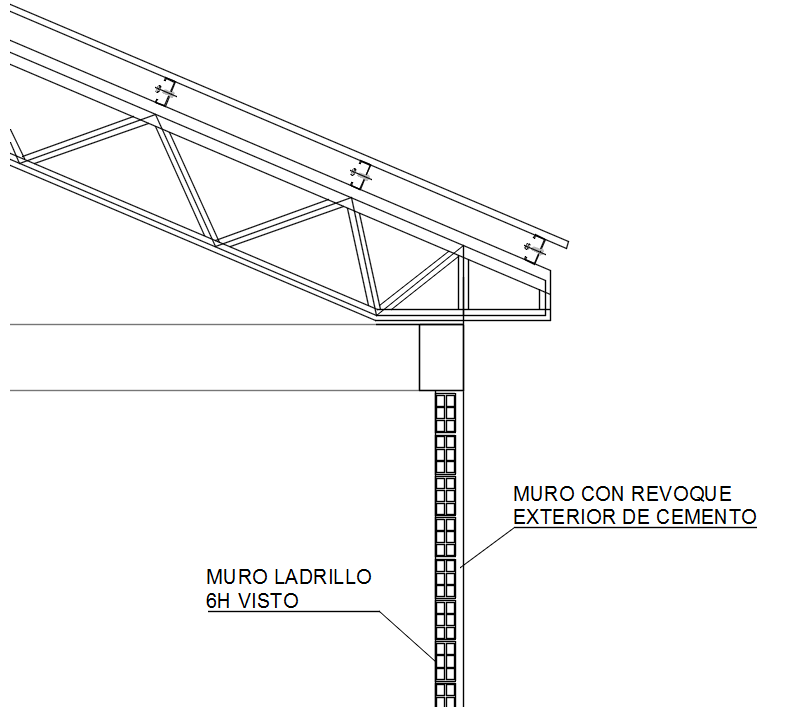 MURO CON REVOQUE
EXTERIOR DE CEMENTO
MURO LADRILLO
6H VISTO